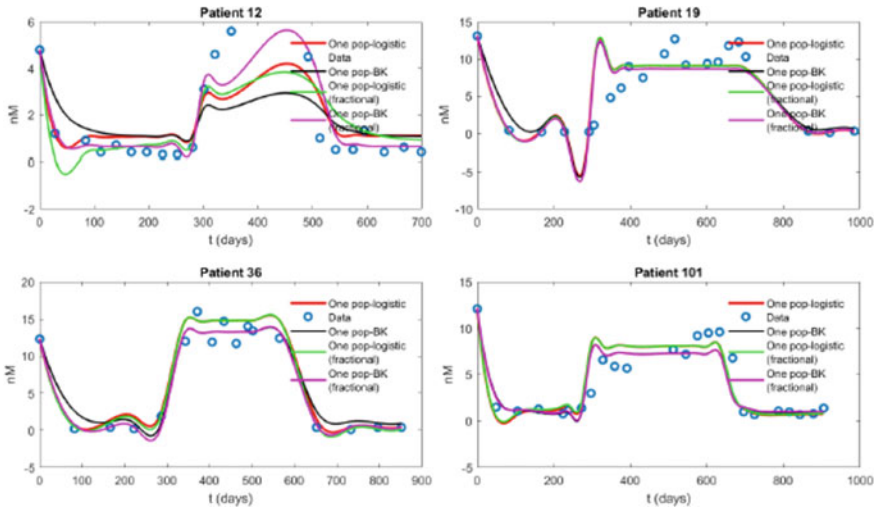 Patient 12
6
4
2
0
-2
nM
0 100 200 300 400 500 600 700
t (days)
One pop-logistic
Data
One pop-BK
One pop-logistic
(fractional)
One pop-BK
(fractional)
Patient 19
15
10
5
0
-5
-10
nM
0 200 400 600 800 1000
t (days)
One pop-logistic
Data
One pop-BK
One pop-logistic
(fractional)
One pop-BK
(fractional)
Patient 36
20
15
10
5
0
-5
nM
0 100 200 300 400 500 600 700 800 900
t (days)
One pop-logistic
Data
One pop-BK
One pop-logistic
(fractional)
One pop-BK
(fractional)
Patient 101
15
10
5
0
-5
nM
0 200 400 600 800 1000
t (days)
One pop-logistic
Data
One pop-BK
One pop-logistic
(fractional)
One pop-BK
(fractional)